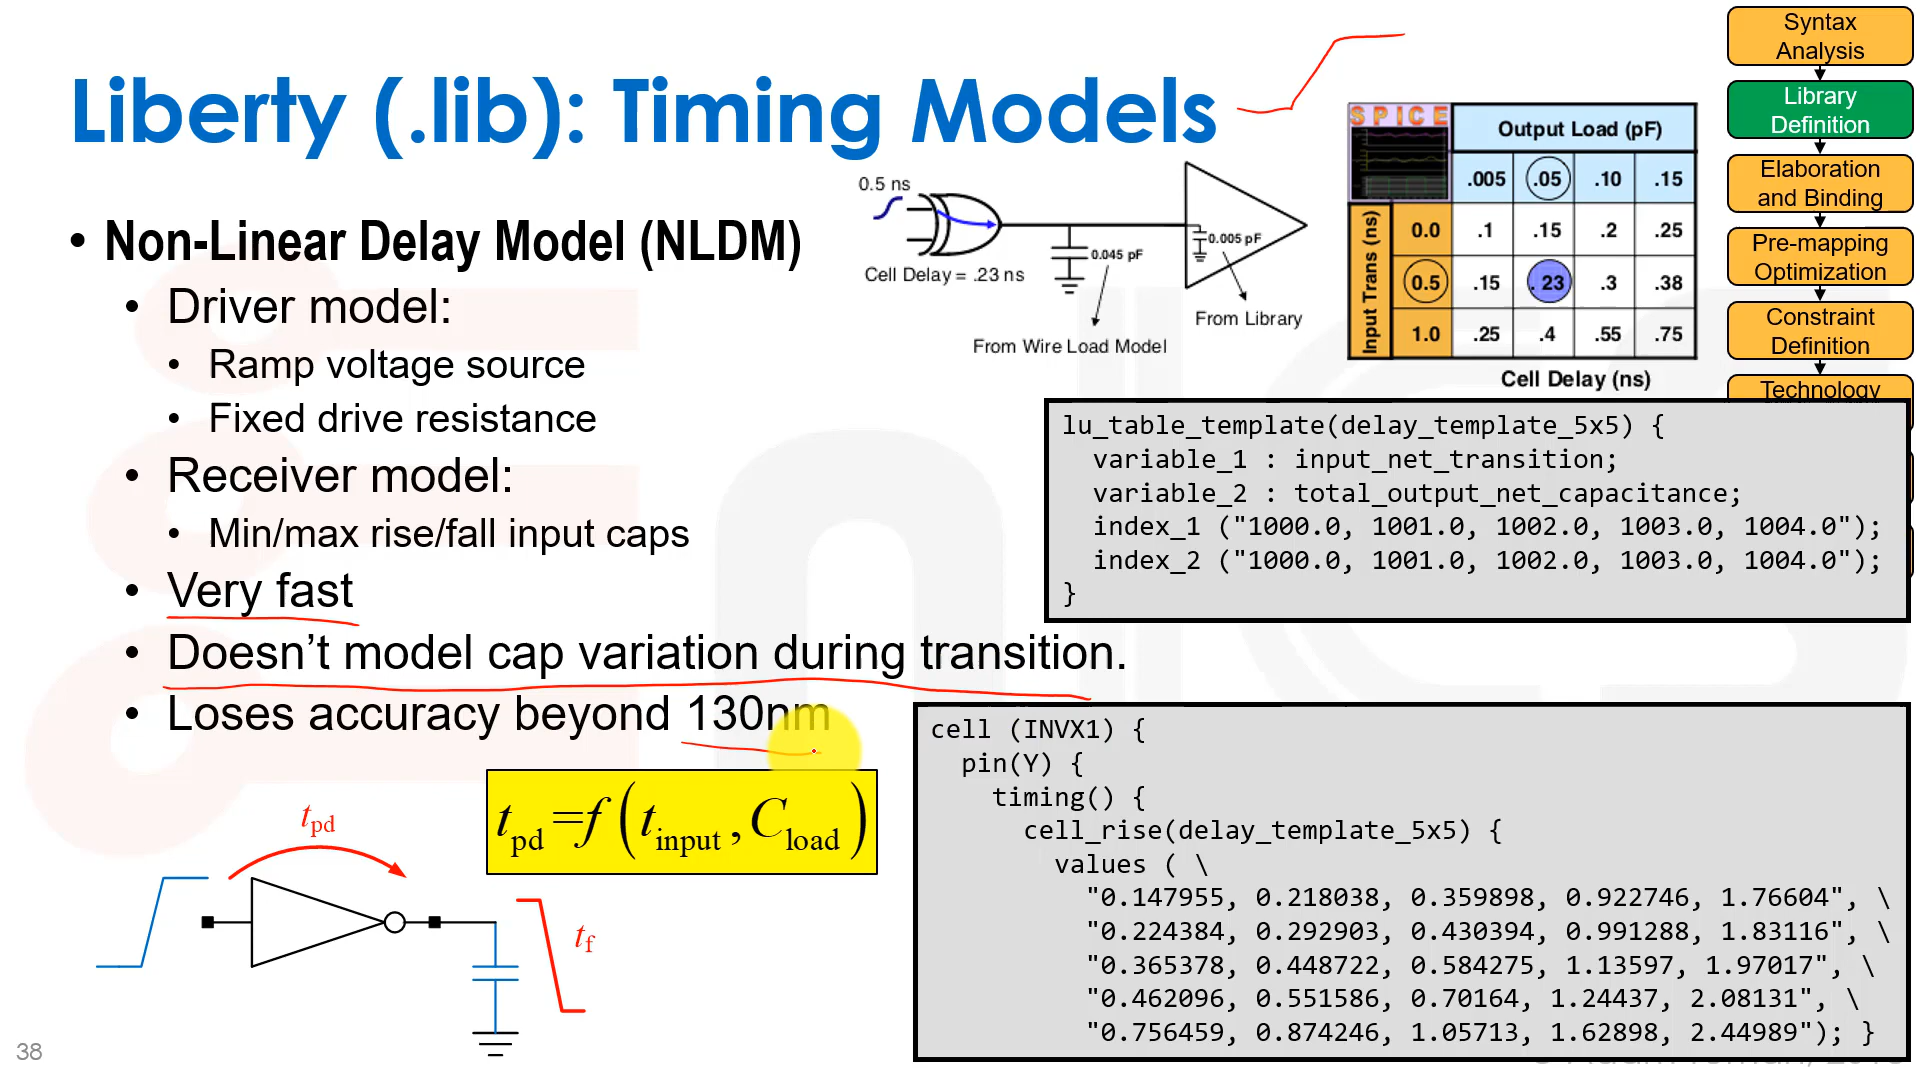 Liberty (.lib): Timing Models
• Non-Linear Delay Model (NLDM)
• Driver model:
• Ramp voltage source
• Fixed drive resistance
• Receiver model:
• Min/max rise/fall input caps
• Very fast
• Doesn't model cap variation during transition.
• Loses accuracy beyond 130nm
0.5 ns
Cell Delay = .23 ns
0.045 pF
0.005 pF
From Wire Load Model
From Library
SPICE
Output Load (pF)
.005 .05 .10 .15
Input Trans (ns)
0.0 .1 .15 .2 .25
0.5 .15 .23 .3 .38
1.0 .25 .4 .55 .75
Cell Delay (ns)
Syntax
Analysis
Library
Definition
Elaboration
and Binding
Pre-mapping
Optimization
Constraint
Definition
Technology
lu_table_template(delay_template_5x5) {
variable_1 : input_net_transition;
variable_2 : total_output_net_capacitance;
index_1 ("1000.0, 1001.0, 1002.0, 1003.0, 1004.0");
index_2 ("1000.0, 1001.0, 1002.0, 1003.0, 1004.0");
}
cell (INVX1) {
pin(Y) {
timing() {
cell_rise(delay_template_5x5) {
values ( \
"0.147955, 0.218038, 0.359898, 0.922746, 1.76604", \
"0.224384, 0.292903, 0.430394, 0.991288, 1.83116", \
"0.365378, 0.448722, 0.584275, 1.13597, 1.97017", \
"0.462096, 0.551586, 0.70164, 1.24437, 2.08131", \
"0.756459, 0.874246, 1.05713, 1.62898, 2.44989"); }
tpd=f(tinput,Cload)
tpd
tf
38